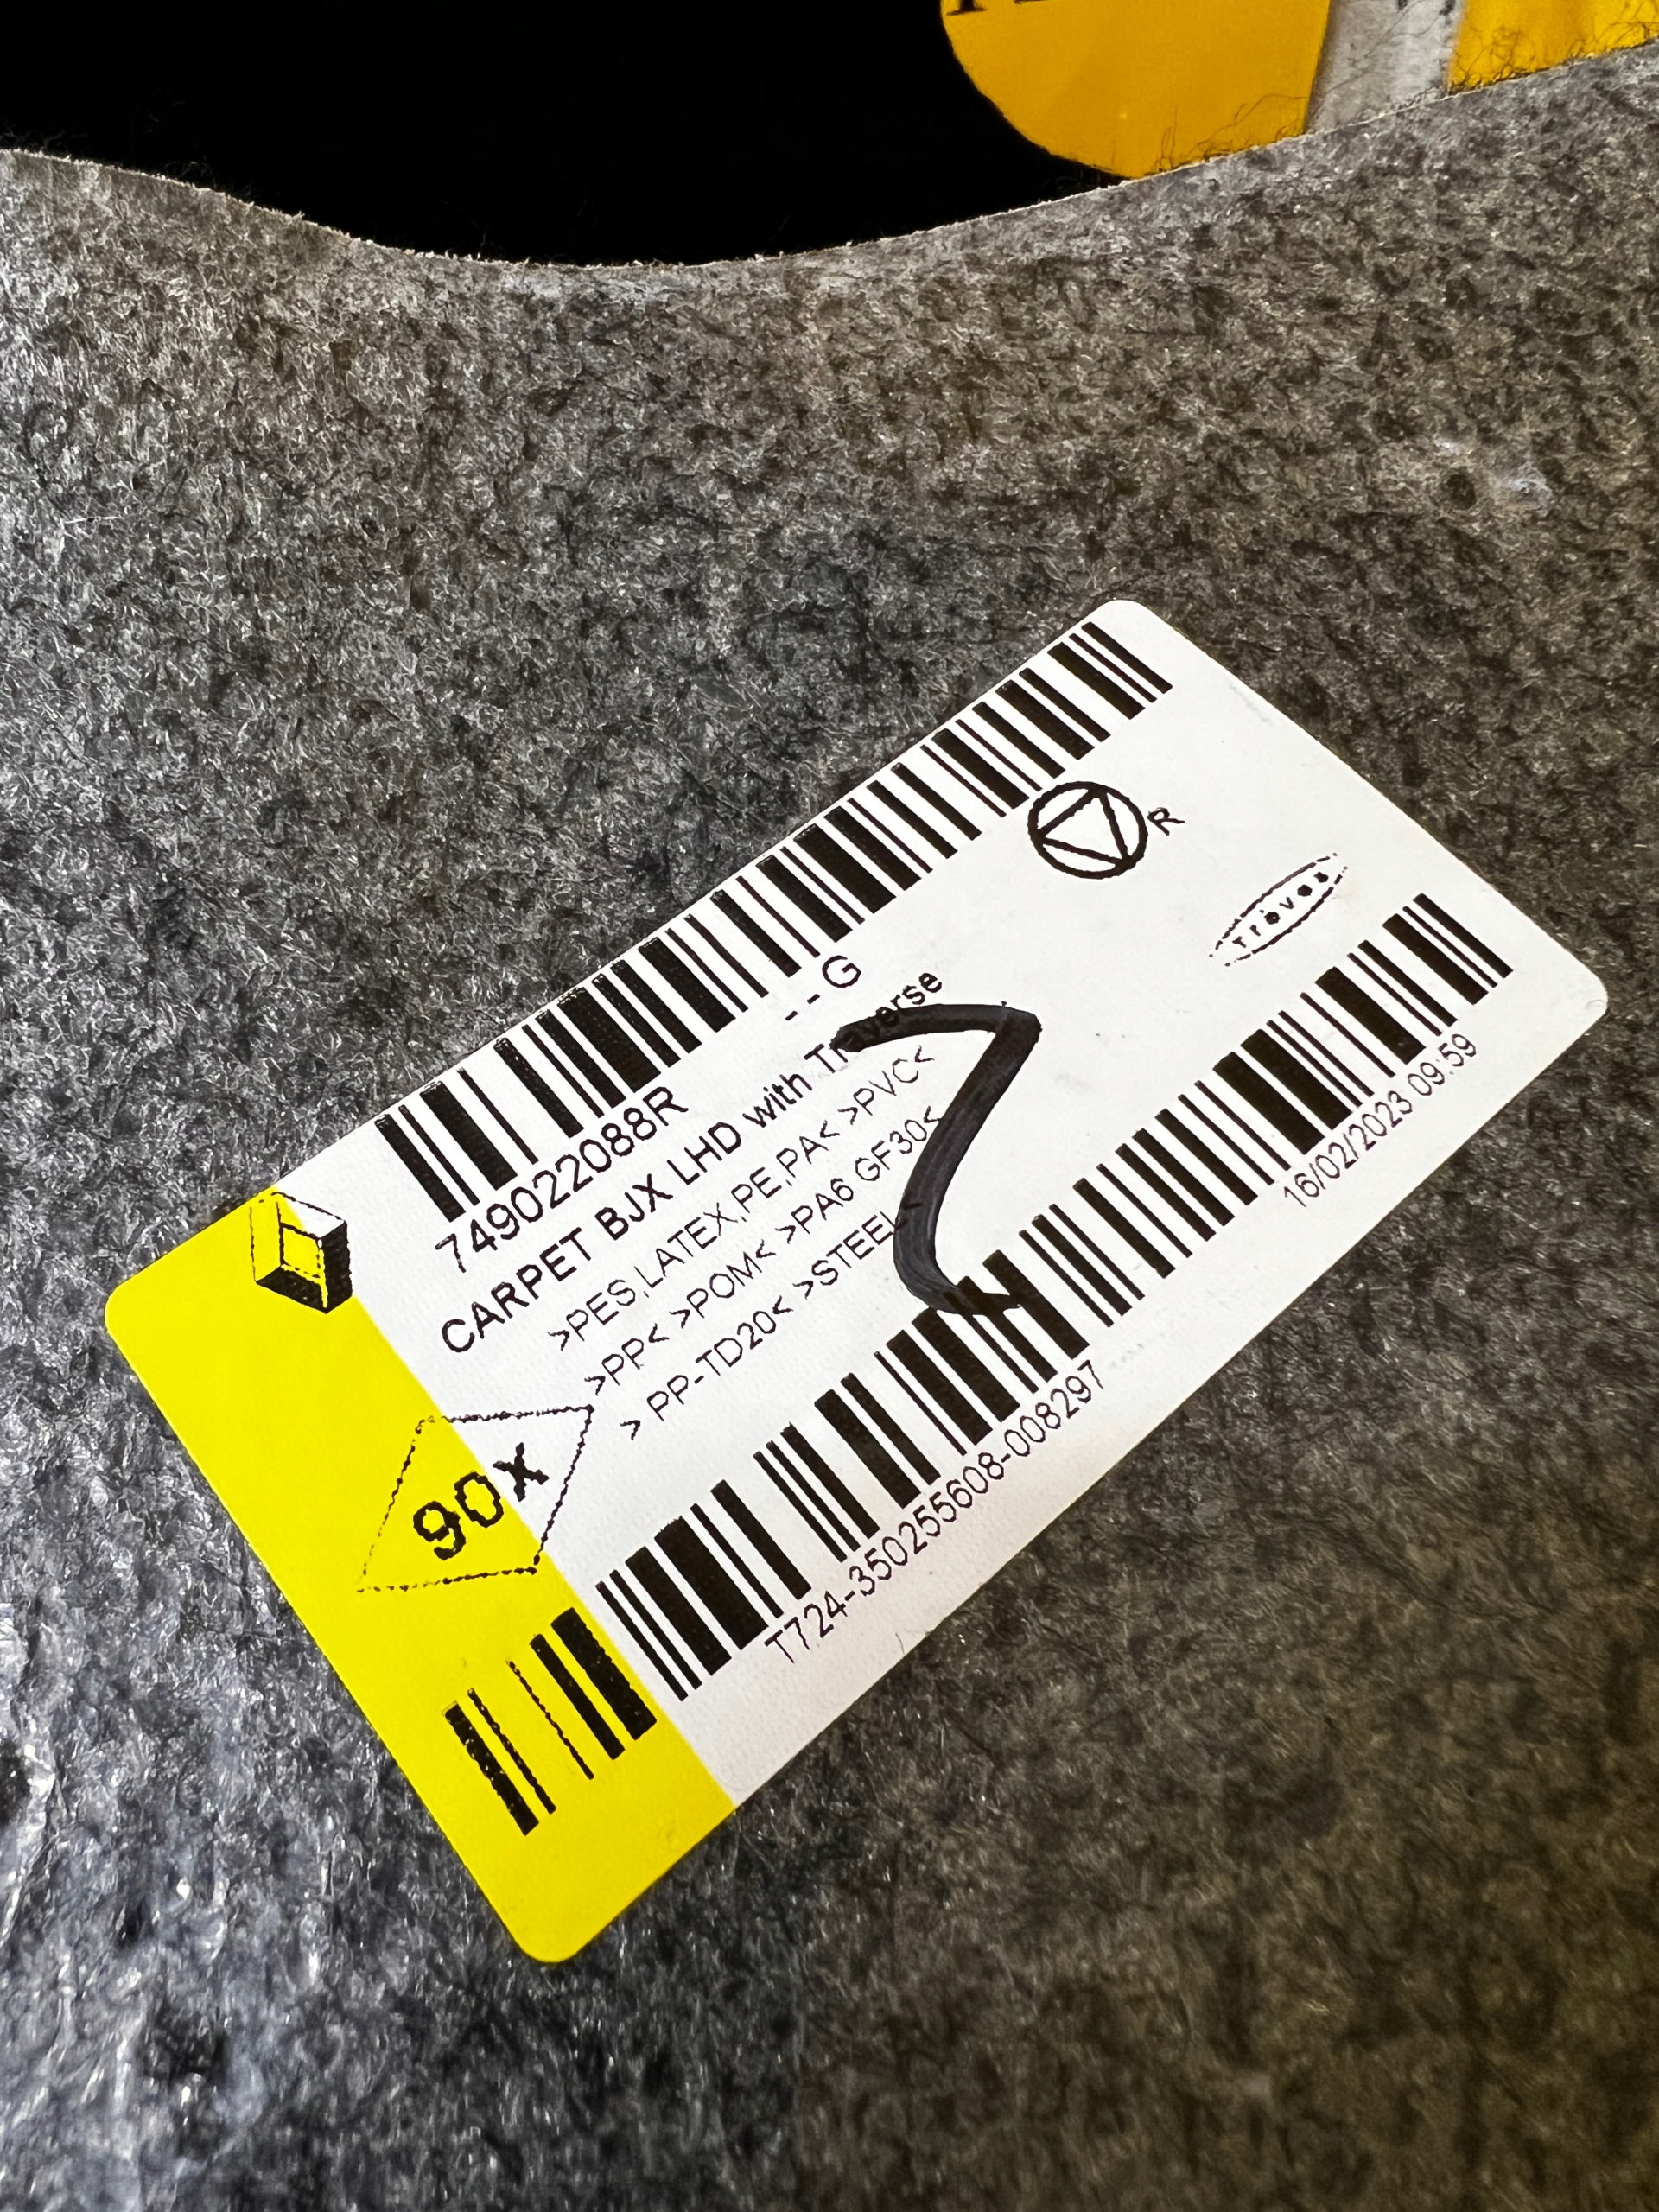 749022088R
- - G
CARPET BJX LHD with Traverse
>PES,LATEX,PE,PA< >PVC<
>PP< >POM< >PA6 GF30<
> PP-TD20< >STEEL<
R
Trèves
90x
T724-350255608-008297
16/02/2023 09:59